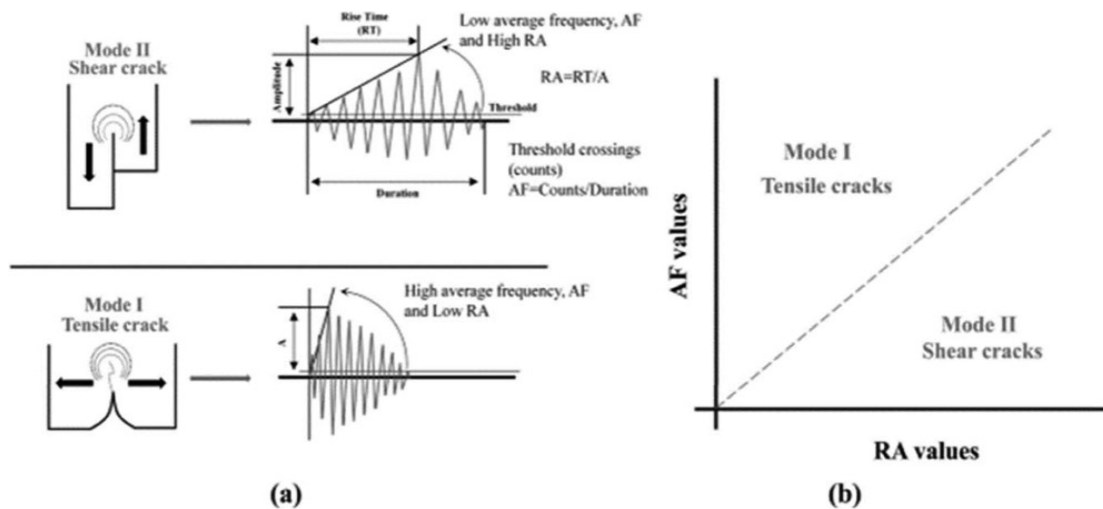 Mode II
Shear crack
Rise Time
(RT)
Amplitude
Low average frequency, AF
and High RA
RA=RT/A
Threshold
Threshold crossings
(counts)
AF=Counts/Duration
Duration
Mode I
Tensile crack
A
High average frequency, AF
and Low RA
(a)
AF values
Mode I
Tensile cracks
Mode II
Shear cracks
RA values
(b)